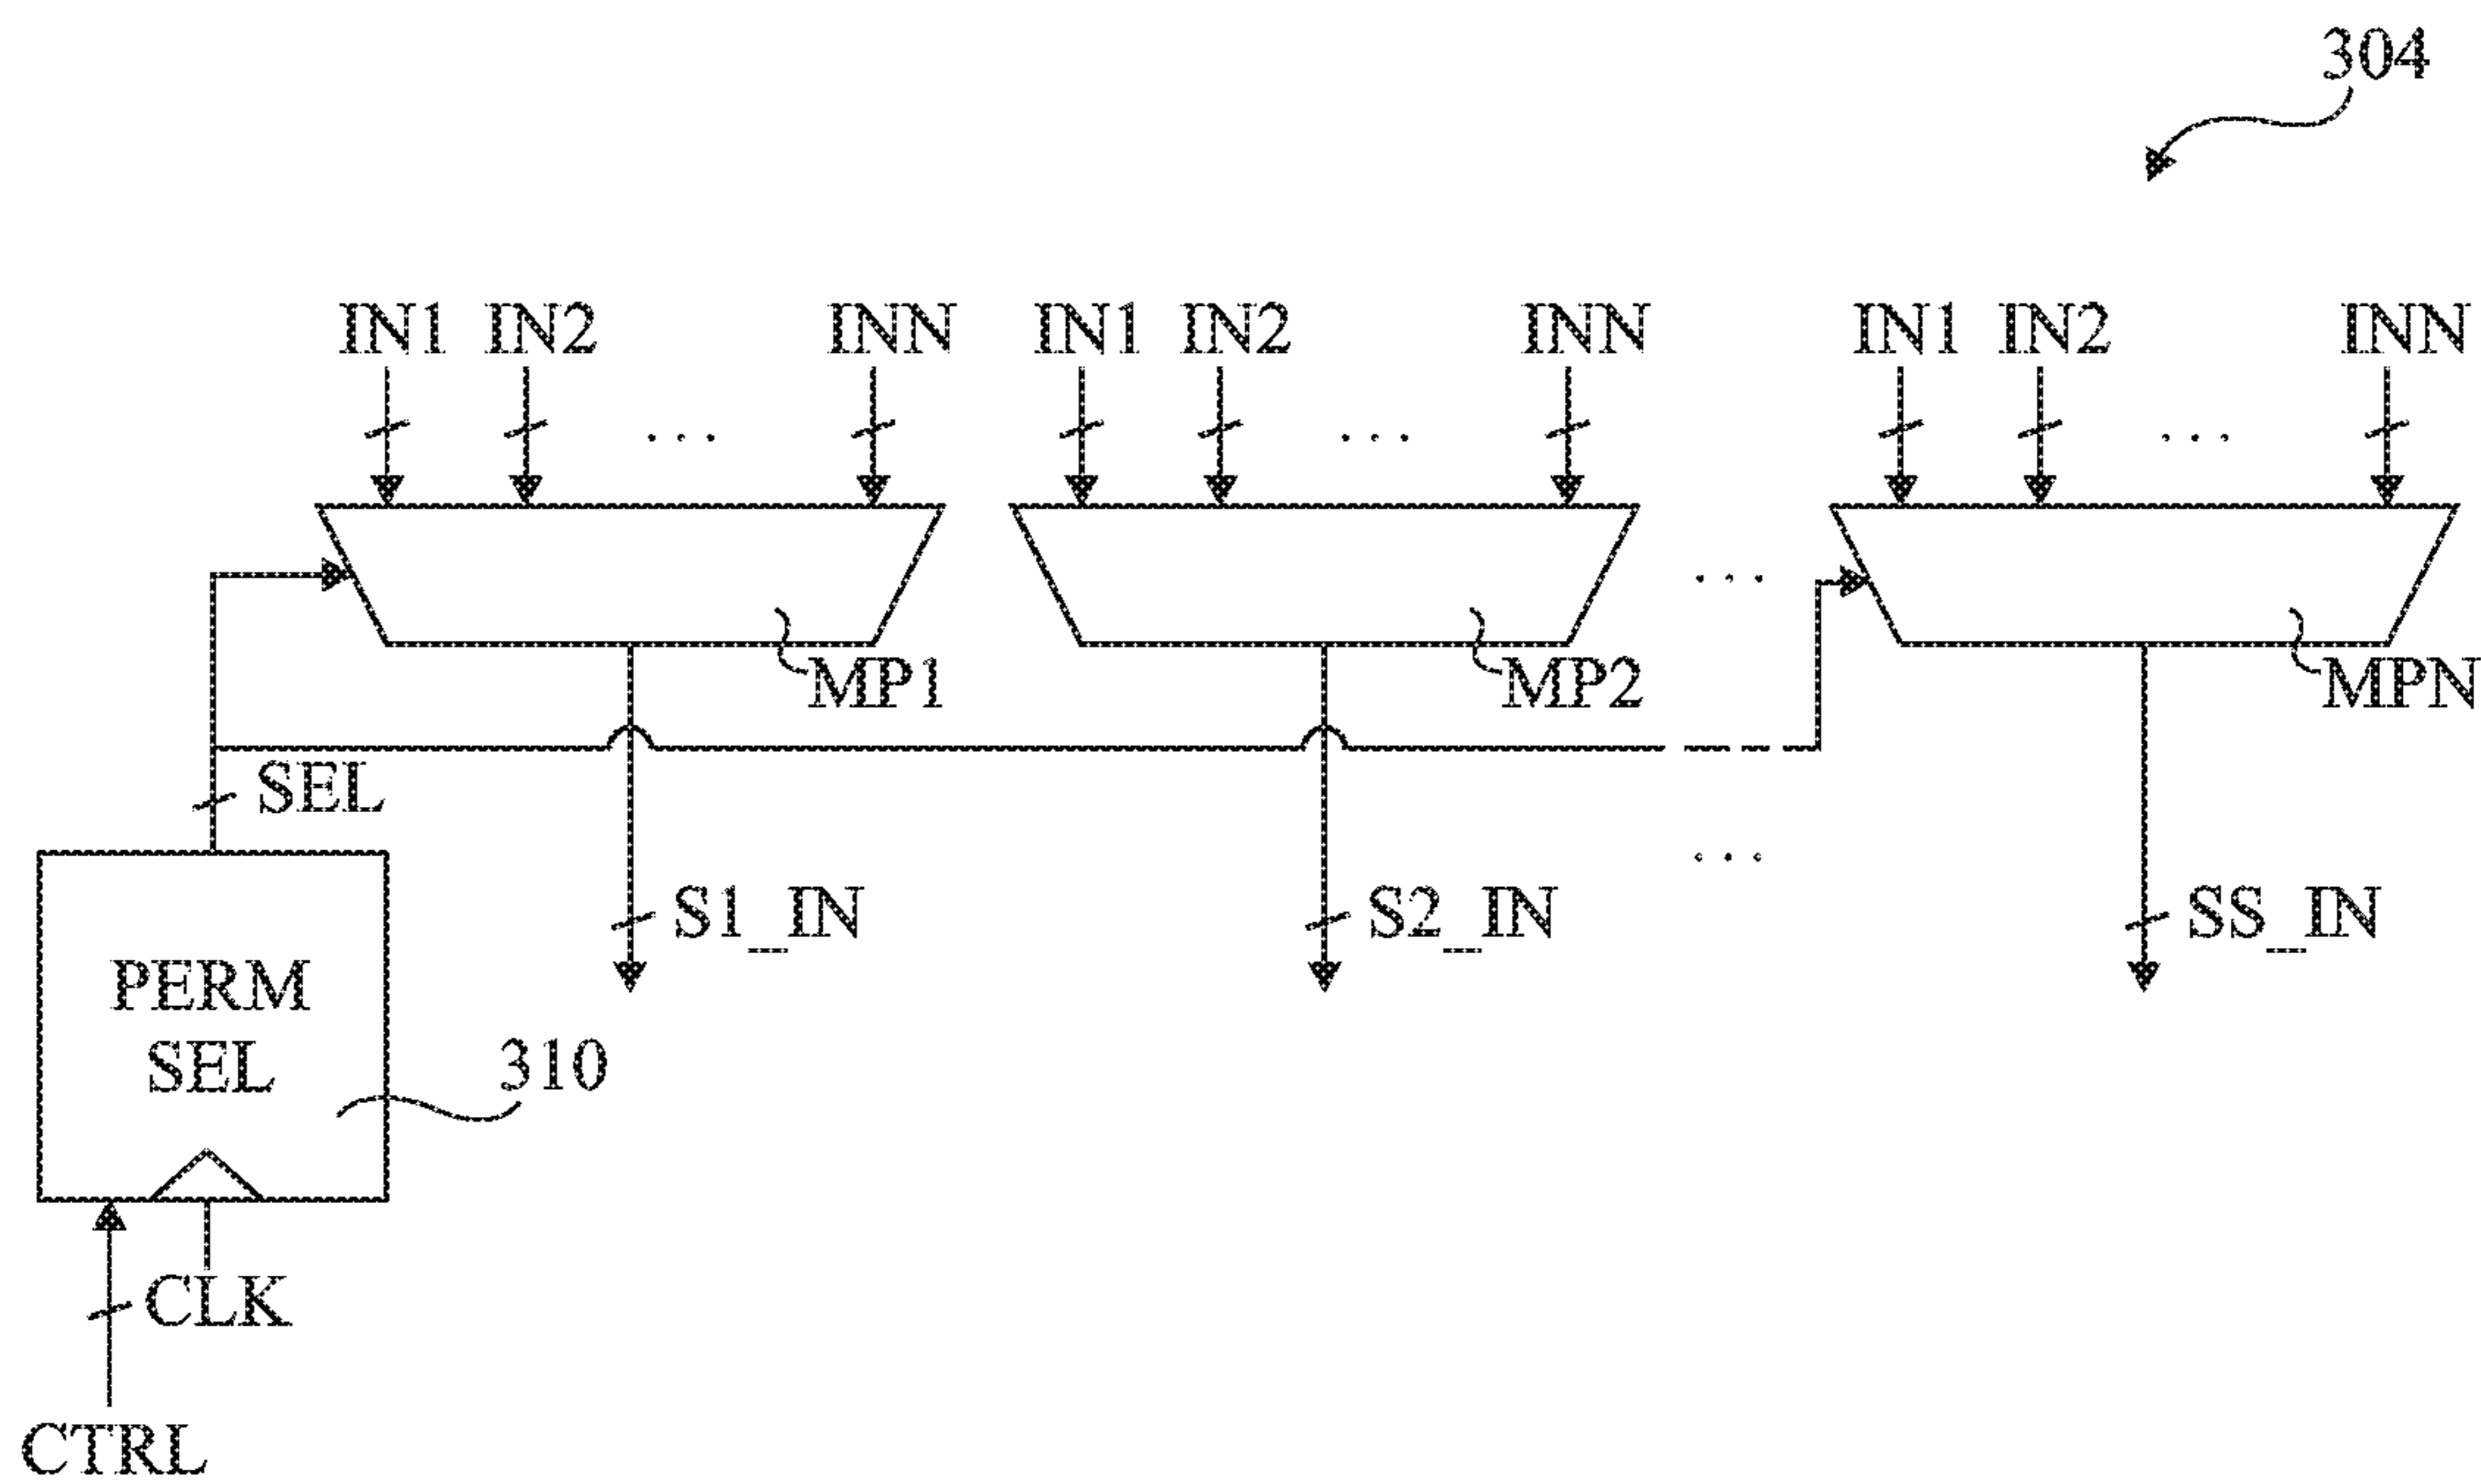 304
IN1 IN2 INN IN1 IN2 INN IN1 IN2 INN
... ... ...
...
MP1 MP2 MPN
SEL
...
S1_IN S2_IN SS_IN
PERM
SEL
310
CLK
CTRL